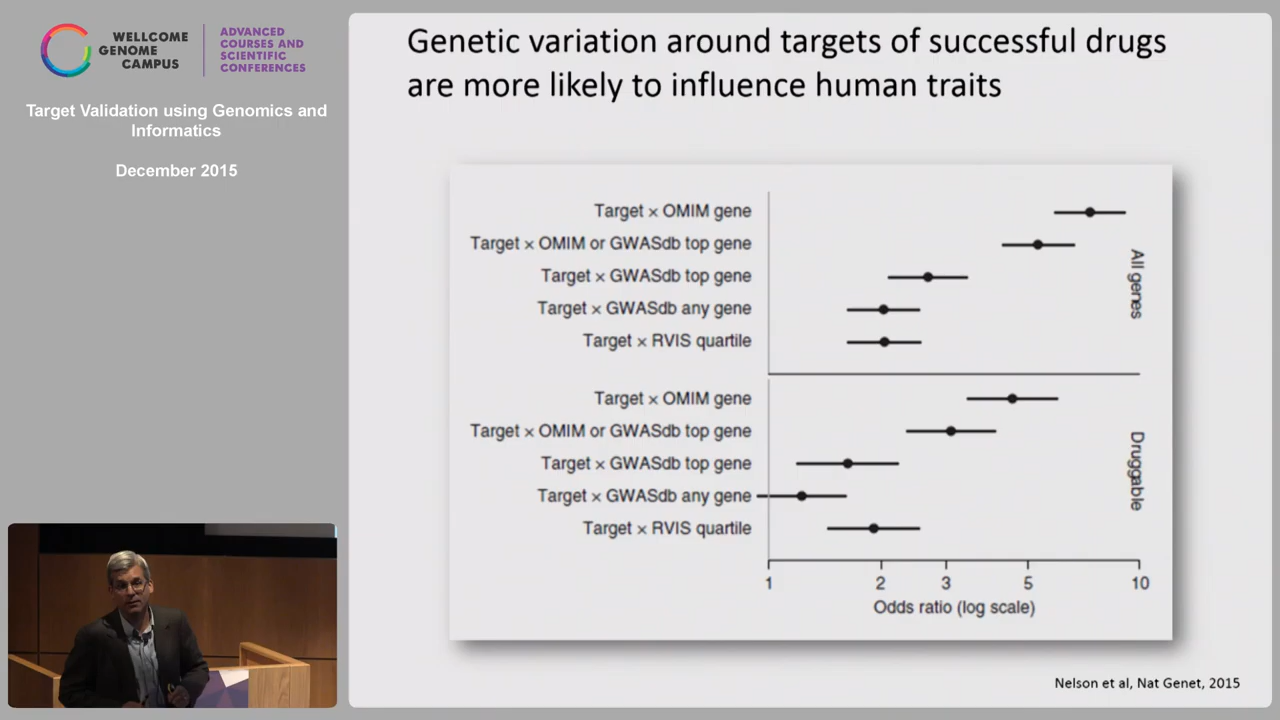 WELLCOME
GENOME
CAMPUS
ADVANCED
COURSES AND
SCIENTIFIC
CONFERENCES
Target Validation using Genomics and
Informatics
December 2015
Genetic variation around targets of successful drugs
are more likely to influence human traits
Target × OMIM gene
Target × OMIM or GWASdb top gene
Target × GWASdb top gene
Target × GWASdb any gene
Target × RVIS quartile
All genes
Target × OMIM gene
Target × OMIM or GWASdb top gene
Target × GWASdb top gene
Target × GWASdb any gene
Target × RVIS quartile
Druggable
1 2 3 5 10
Odds ratio (log scale)
Nelson et al, Nat Genet, 2015